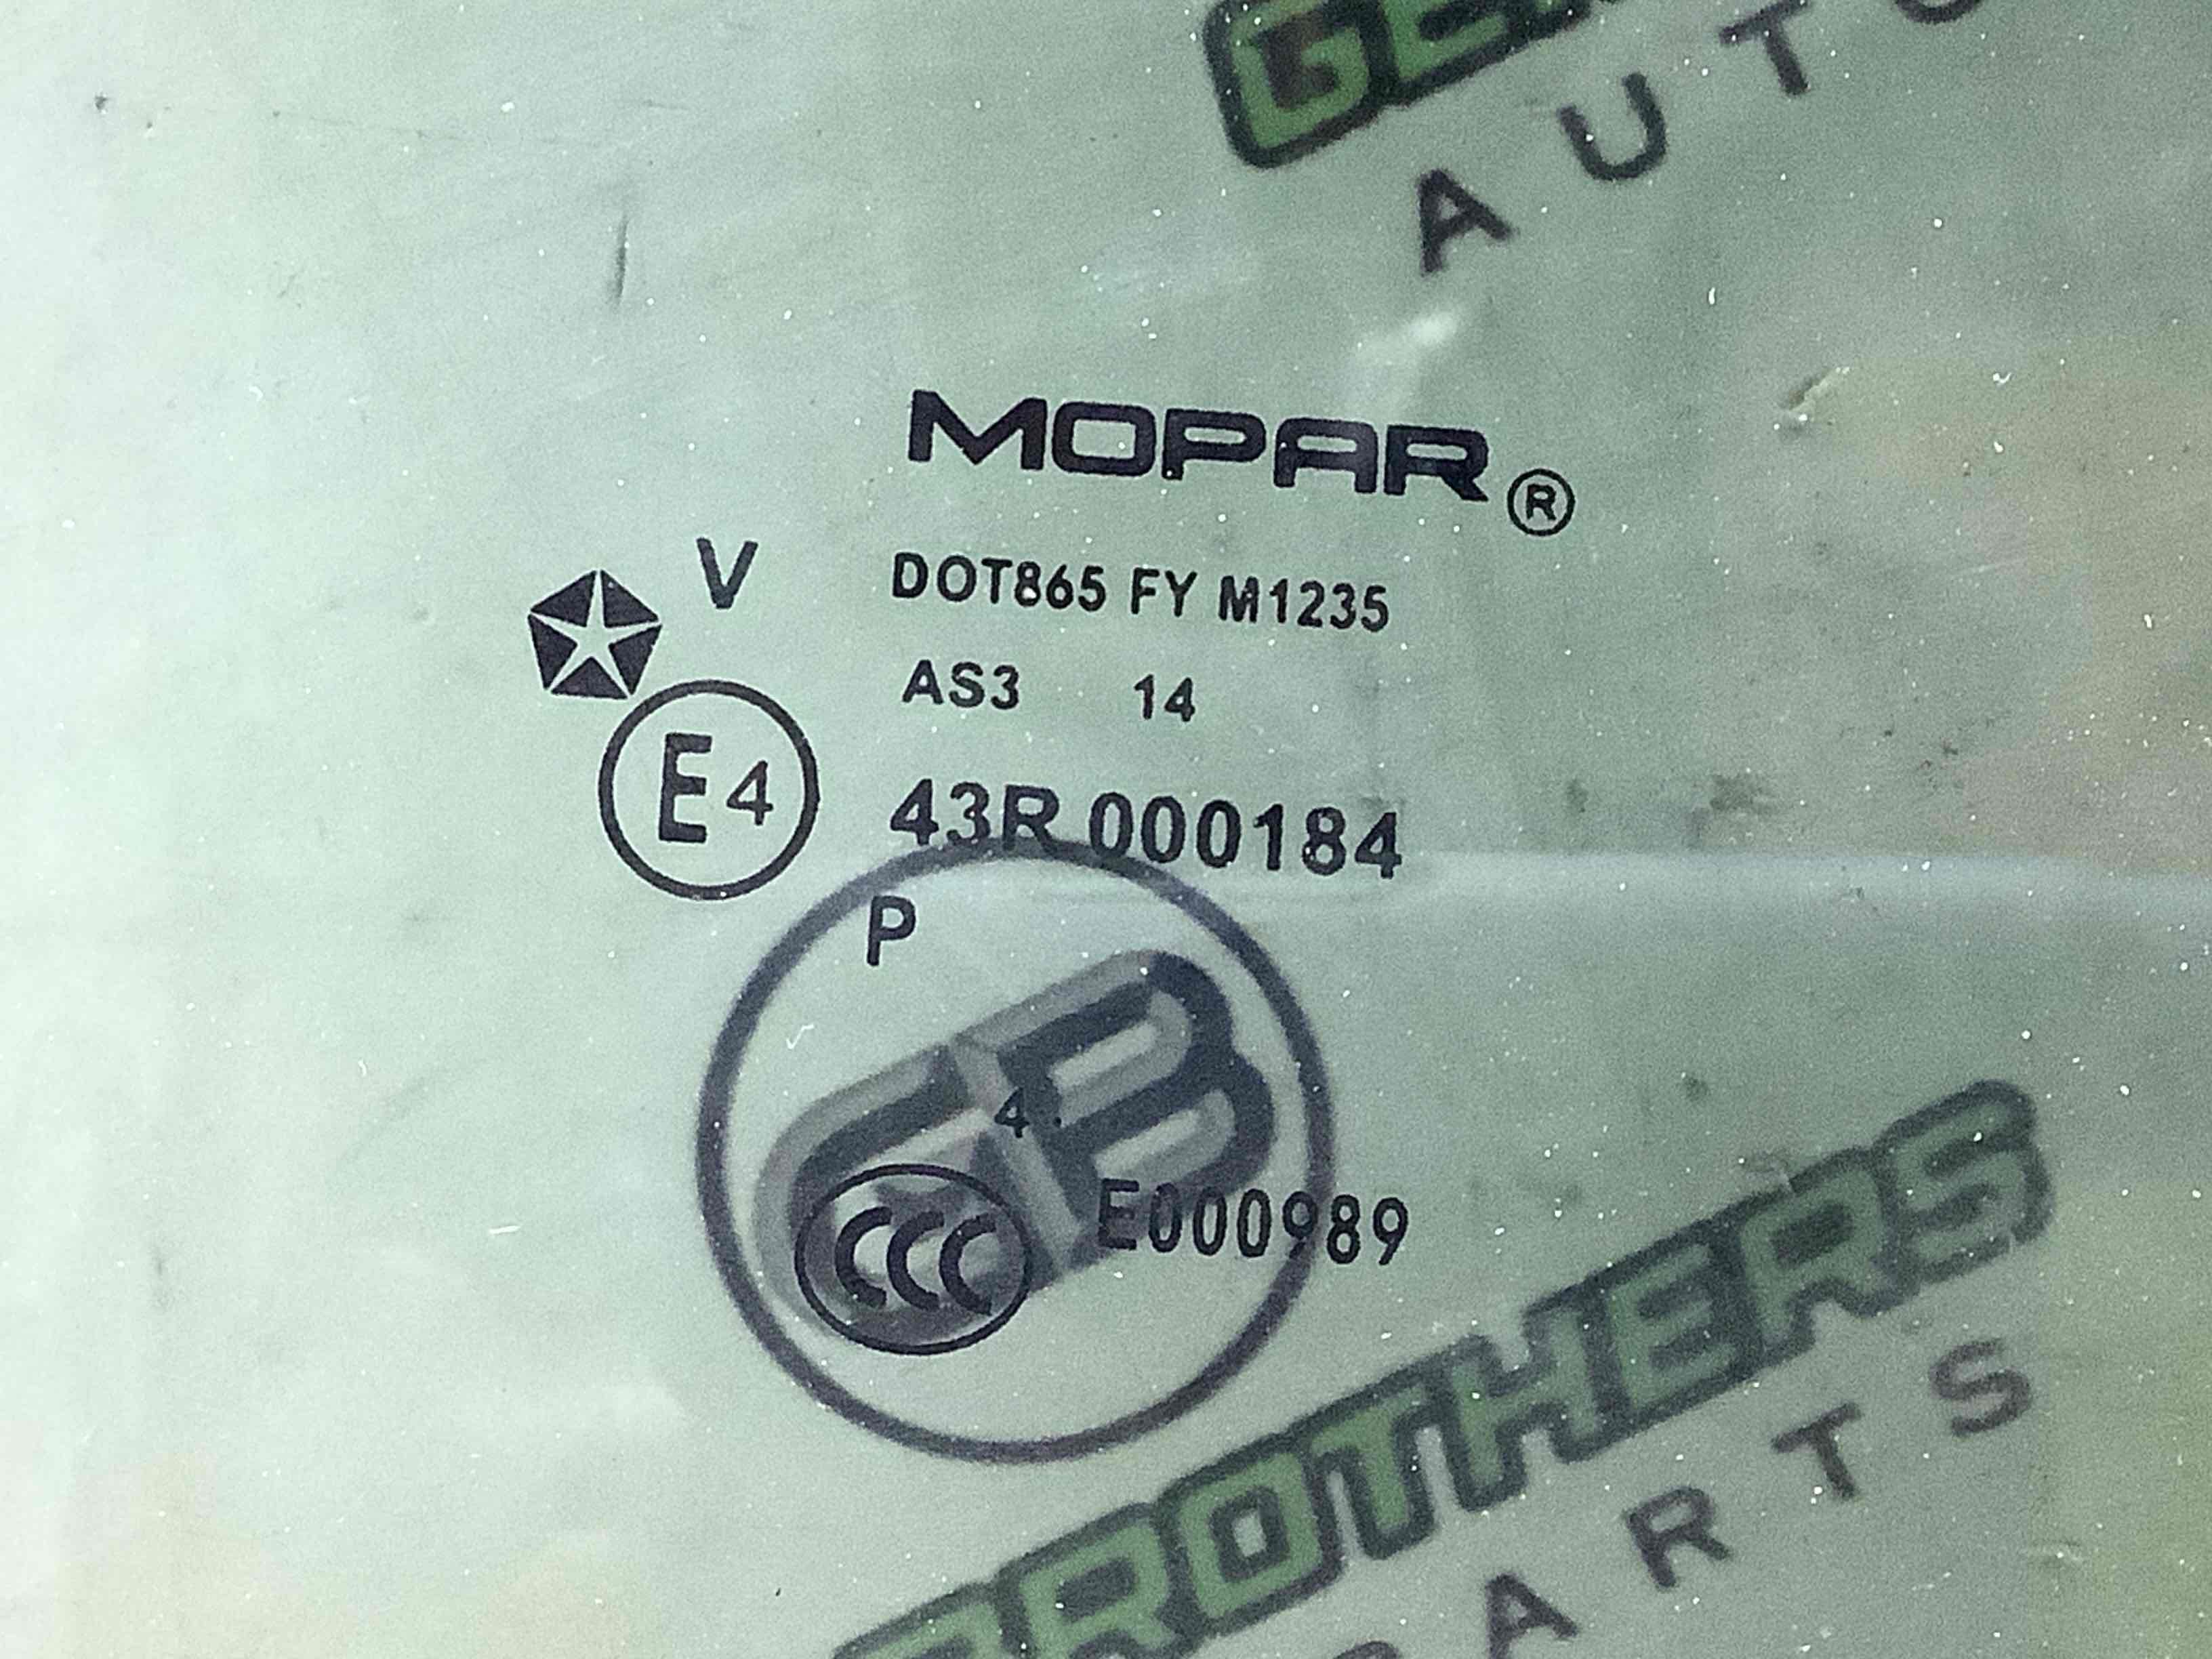 AUTO
MOPAR®
V
DOT865 FY M1235
AS3 14
E4
43R 000184
P
4.
CCC
E000989
BROTHERS
PARTS